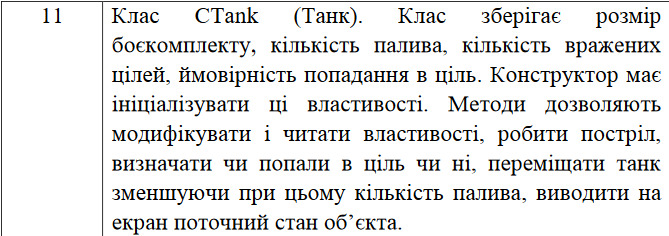 11 Клас CTank (Танк). Клас зберігає розмір
боєкомплекту, кількість палива, кількість вражених
цілей, ймовірність попадання в ціль. Конструктор має
ініціалізувати ці властивості. Методи дозволяють
модифікувати і читати властивості, робити постріл,
визначати чи попали в ціль чи ні, переміщати танк
зменшуючи при цьому кількість палива, виводити на
екран поточний стан об’єкта.